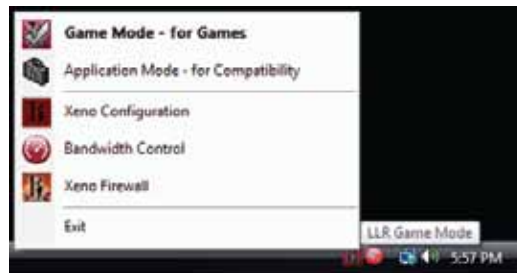 Game Mode - for Games
Application Mode - for Compatibility
Xeno Configuration
Bandwidth Control
Xeno Firewall
Exit
LLR Game Mode
5:57 PM